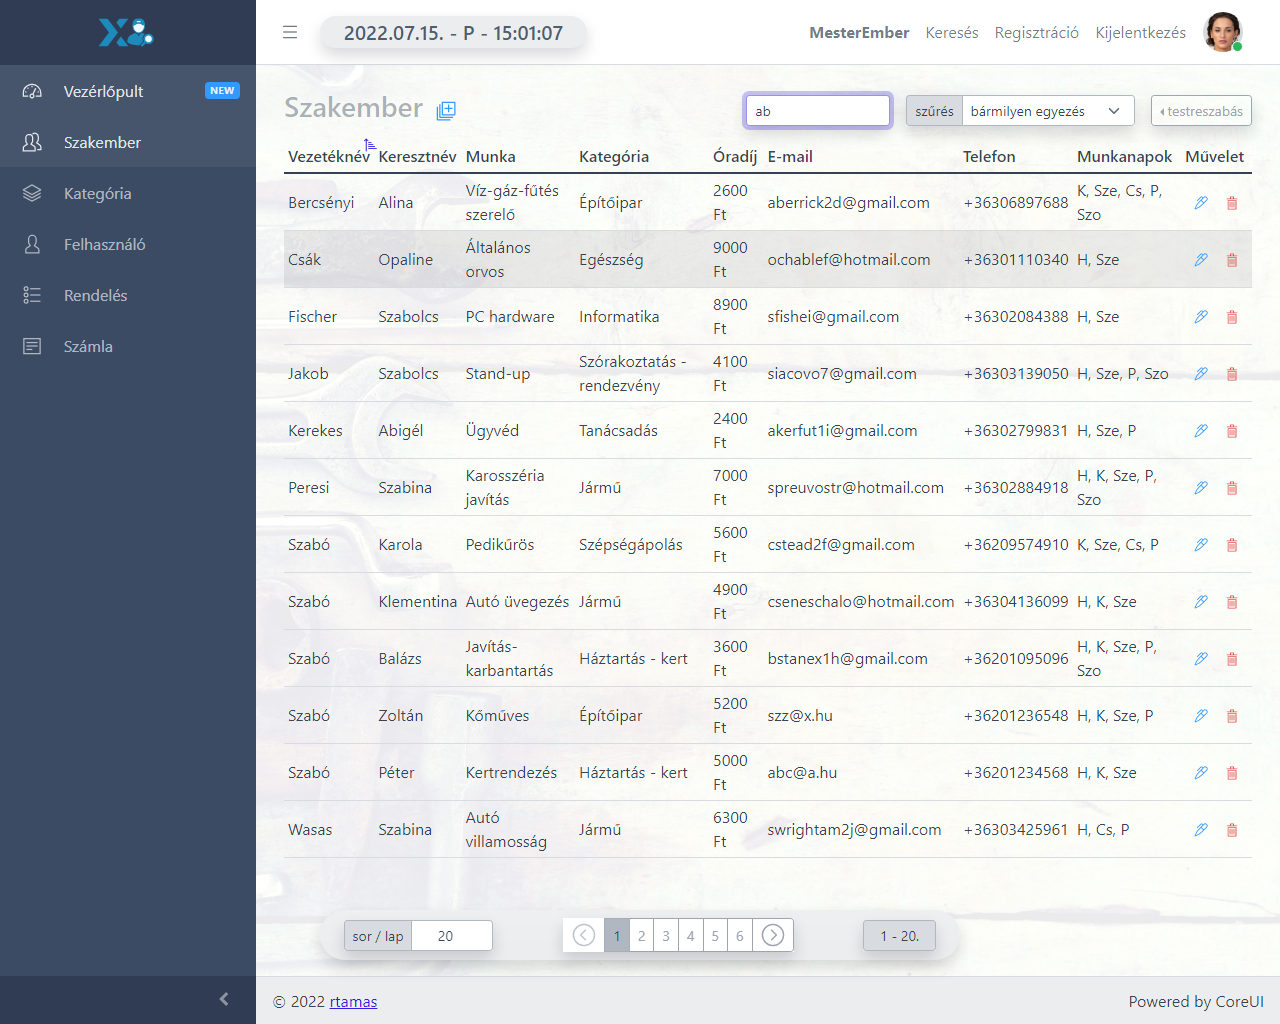 2022.07.15. - P - 15:01:07
MesterEmber Keresés Regisztráció Kijelentkezés
Vezérlőpult NEW
Szakember
Kategória
Felhasználó
Rendelés
Számla
Szakember
ab
szűrés bármilyen egyezés
testreszabás
Vezetéknév Keresztnév Munka Kategória Óradíj E-mail Telefon Munkanapok Művelet
Bercsényi Alina Víz-gáz-fűtés szerelő Építőipar 2600 Ft aberrick2d@gmail.com +36306897688 K, Sze, Cs, P, Szo
Csák Opaline Általános orvos Egészség 9000 Ft ochablef@hotmail.com +36301110340 H, Sze
Fischer Szabolcs PC hardware Informatika 8900 Ft sfishei@gmail.com +36302084388 H, Sze
Jakob Szabolcs Stand-up Szórakoztatás - rendezvény 4100 Ft siacovo7@gmail.com +36303139050 H, Sze, P, Szo
Kerekes Abigél Ügyvéd Tanácsadás 2400 Ft akerfut1i@gmail.com +36302799831 H, Sze, P
Peresi Szabina Karosszéria javítás Jármű 7000 Ft spreuvostr@hotmail.com +36302884918 H, K, Sze, P, Szo
Szabó Karola Pedikűrös Szépségápolás 5600 Ft cstead2f@gmail.com +36209574910 K, Sze, Cs, P
Szabó Klementina Autó üvegezés Jármű 4900 Ft cseneschalo@hotmail.com +36304136099 H, K, Sze
Szabó Balázs Javítás-karbantartás Háztartás - kert 3600 Ft bstanex1h@gmail.com +36201095096 H, K, Sze, P, Szo
Szabó Zoltán Kőműves Építőipar 5200 Ft szz@x.hu +36201236548 H, K, Sze, P
Szabó Péter Kertrendezés Háztartás - kert 5000 Ft abc@a.hu +36201234568 H, K, Sze
Wasas Szabina Autó villamosság Jármű 6300 Ft swrightam2j@gmail.com +36303425961 H, Cs, P
sor / lap 20
1 2 3 4 5 6
1 - 20.
© 2022 rtamas
Powered by CoreUI